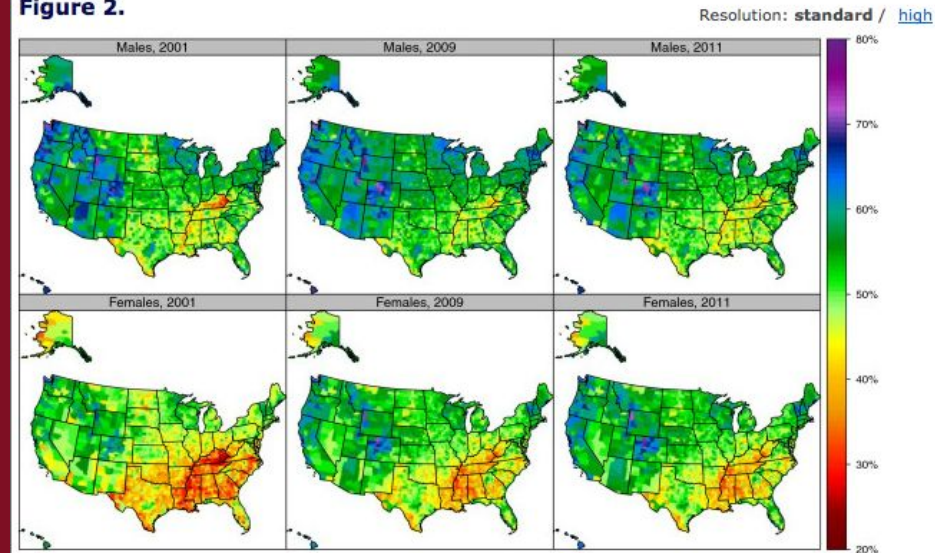 Figure 2.
Resolution: standard / high
Males, 2001
Males, 2009
Males, 2011
80%
70%
60%
50%
Females, 2001
Females, 2009
Females, 2011
40%
30%
20%